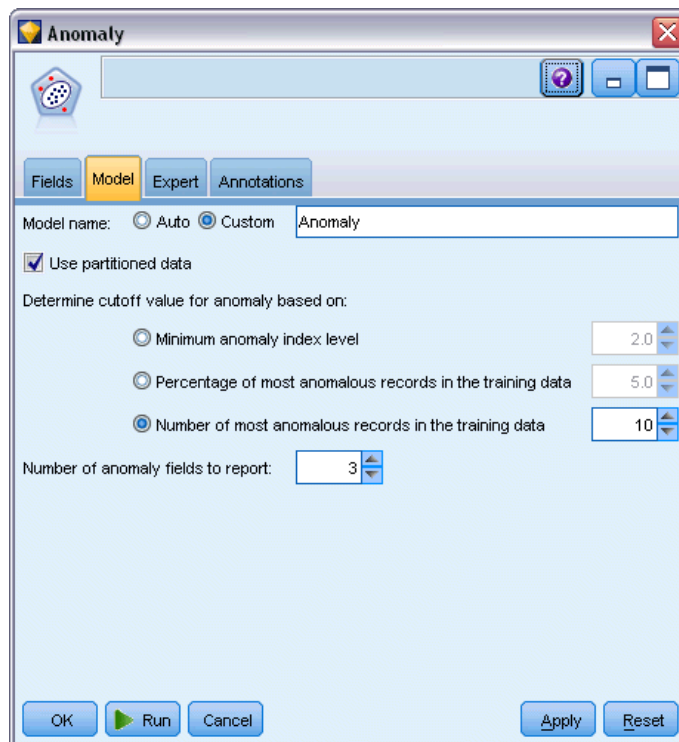 Anomaly
?
Fields Model Expert Annotations
Model name: Auto Custom Anomaly
Use partitioned data
Determine cutoff value for anomaly based on:
Minimum anomaly index level 2.0
Percentage of most anomalous records in the training data 5.0
Number of most anomalous records in the training data 10
Number of anomaly fields to report: 3
OK Run Cancel Apply Reset